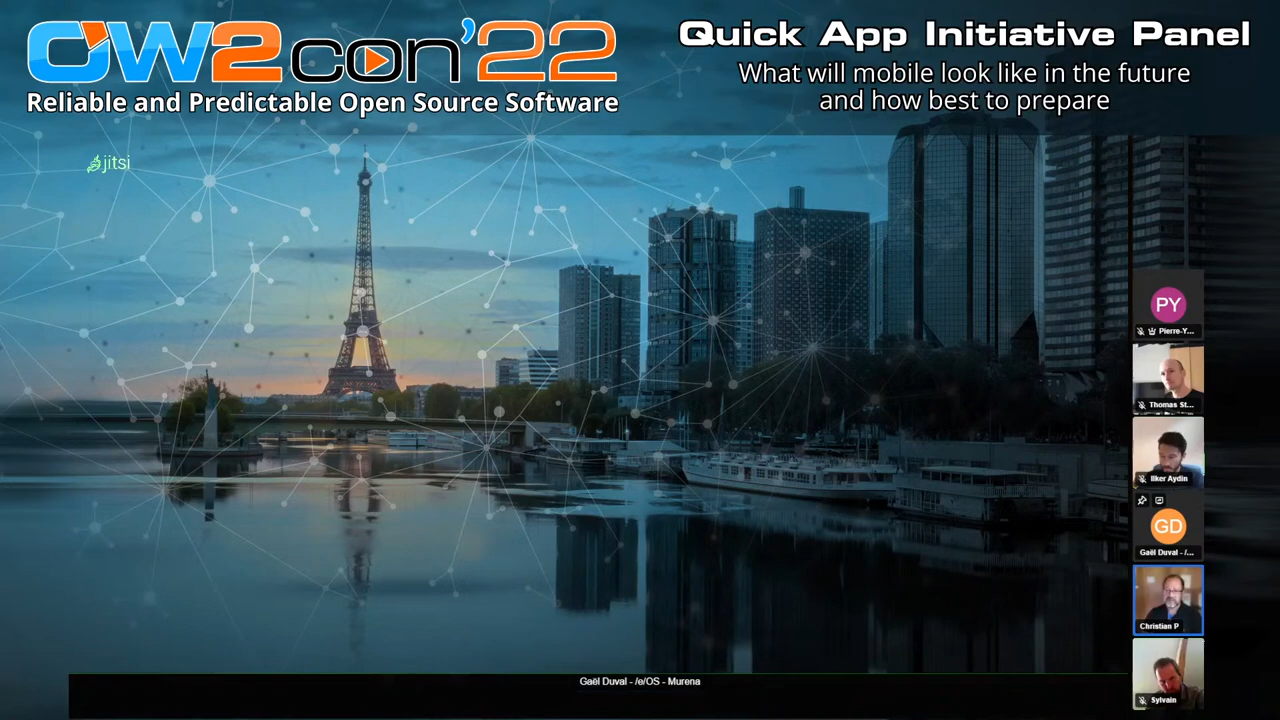 OW2con'22
Reliable and Predictable Open Source Software
Quick App Initiative Panel
What will mobile look like in the future
and how best to prepare
jitsi
PY
Pierre-Y...
Thomas St...
Ilker Aydin
GD
Gaël Duval - /...
Christian P
Sylvain
Gaël Duval - /e/OS - Murena